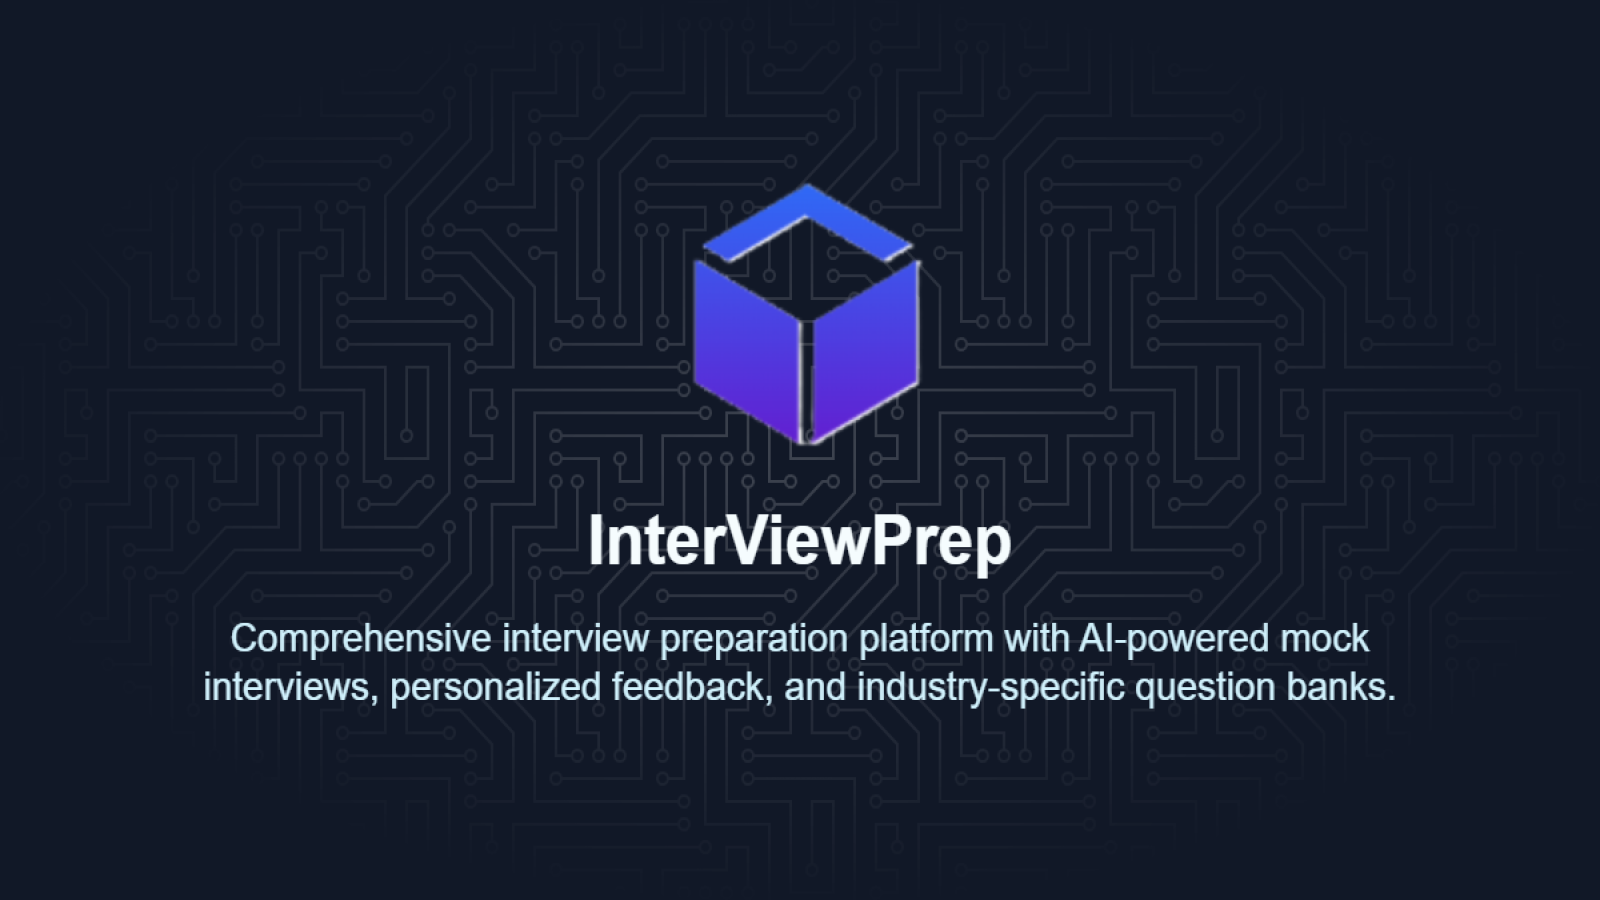 InterViewPrep
Comprehensive interview preparation platform with AI-powered mock
interviews, personalized feedback, and industry-specific question banks.